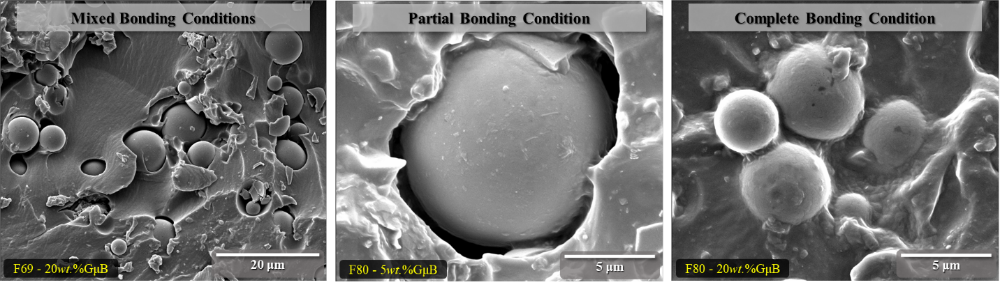 Mixed Bonding Conditions
F69 - 20wt.%GµB
20 µm
Partial Bonding Condition
F80 - 5wt.%GµB
5 µm
Complete Bonding Condition
F80 - 20wt.%GµB
5 µm